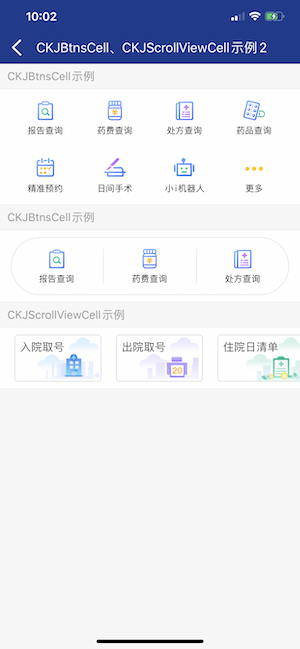 10:02
CKJBtnsCell、CKJScrollViewCell示例2
CKJBtnsCell示例
报告查询 药费查询 处方查询 药品查询
精准预约 日间手术 小i机器人 更多
CKJBtnsCell示例
报告查询 药费查询 处方查询
CKJScrollViewCell示例
入院取号 出院取号 住院日清单
20